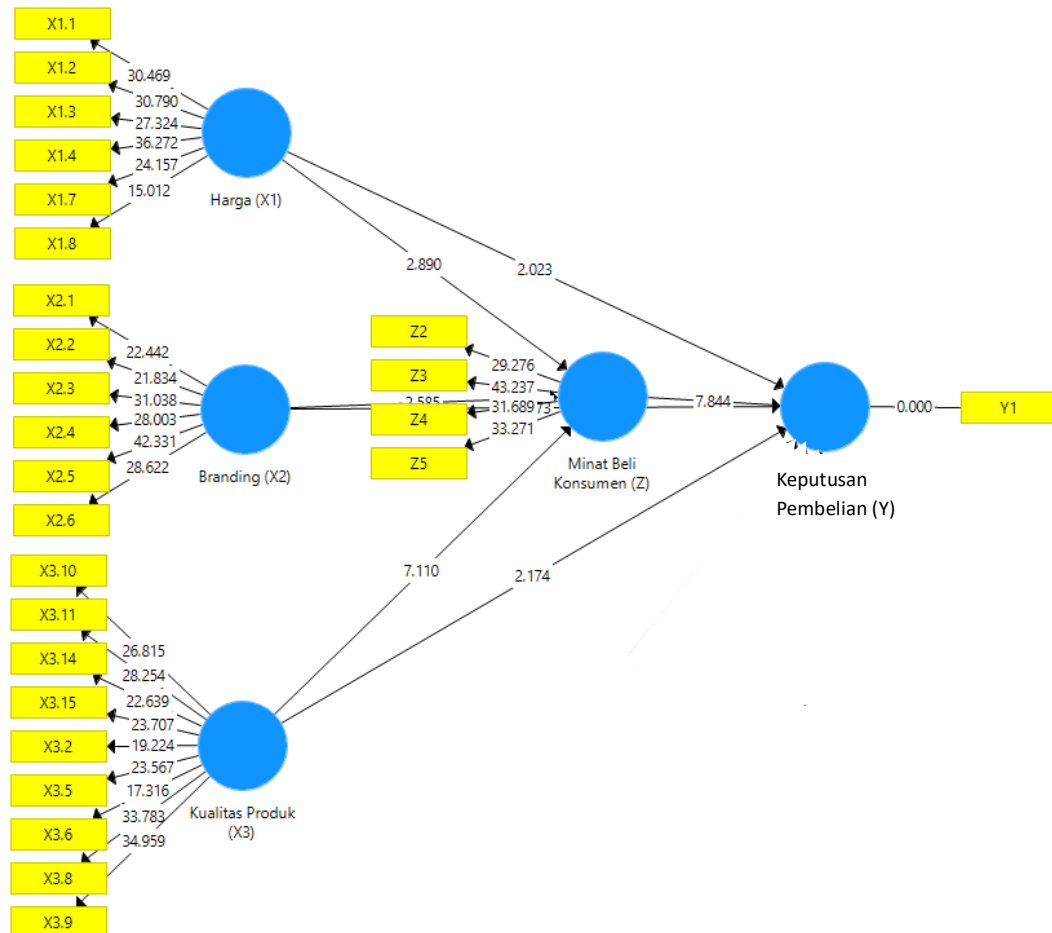 X1.1
X1.2
X1.3
X1.4
X1.7
X1.8
30.469
30.790
27.324
36.272
24.157
15.012
Harga (X1)
2.890
2.023
X2.1
X2.2
X2.3
X2.4
X2.5
X2.6
22.442
21.834
31.038
28.003
42.331
28.622
Branding (X2)
Z2
Z3
Z4
Z5
29.276
43.237
31.689
33.271
Minat Beli
Konsumen (Z)
7.844
Keputusan
Pembelian (Y)
0.000
Y1
X3.10
X3.11
X3.14
X3.15
X3.2
X3.5
X3.6
X3.8
X3.9
26.815
28.254
22.639
23.707
19.224
23.567
17.316
33.783
34.959
Kualitas Produk
(X3)
7.110
2.174